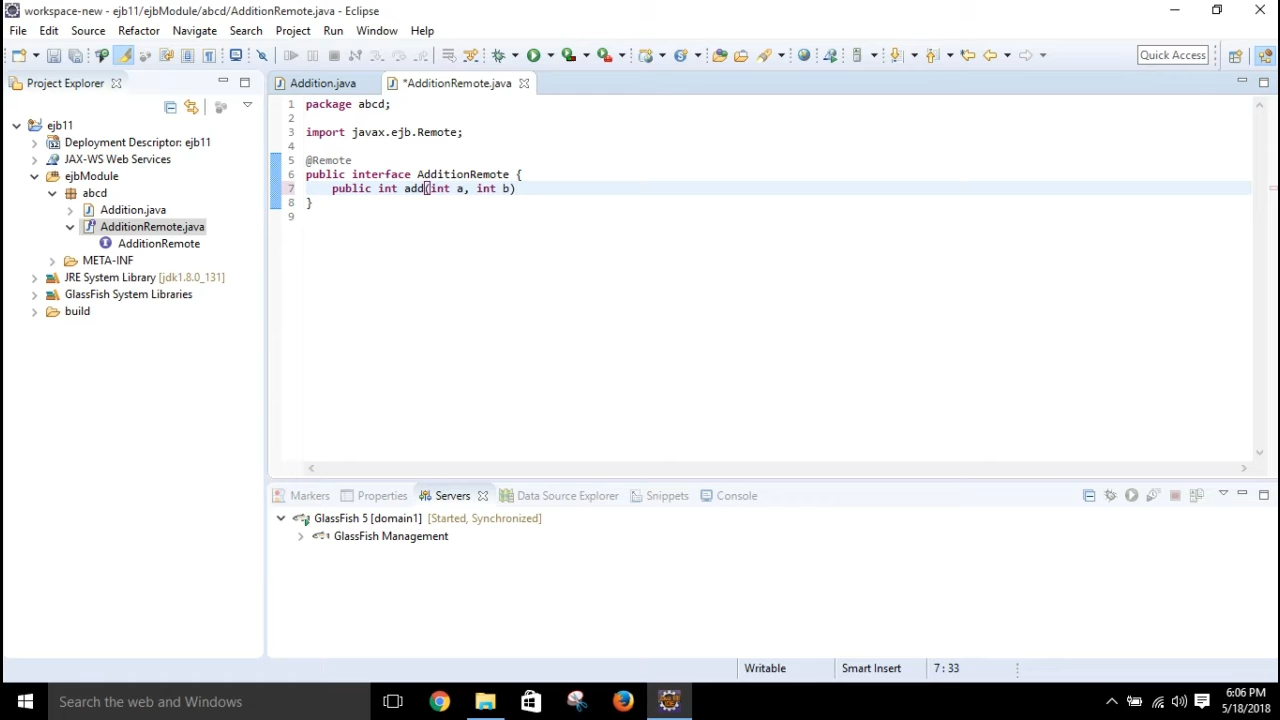 workspace-new - ejb11/ejbModule/abcd/AdditionRemote.java - Eclipse
File Edit Source Refactor Navigate Search Project Run Window Help
Quick Access
Project Explorer
Addition.java
*AdditionRemote.java
ejb11
Deployment Descriptor: ejb11
JAX-WS Web Services
ejbModule
abcd
Addition.java
AdditionRemote.java
AdditionRemote
META-INF
JRE System Library [jdk1.8.0_131]
GlassFish System Libraries
build
1 package abcd;
2
3 import javax.ejb.Remote;
4
5 @Remote
6 public interface AdditionRemote {
7 public int add(int a, int b)
8 }
9
Markers Properties Servers Data Source Explorer Snippets Console
GlassFish 5 [domain1] [Started, Synchronized]
GlassFish Management
Writable Smart Insert 7 : 33
Search the web and Windows
6:06 PM
5/18/2018